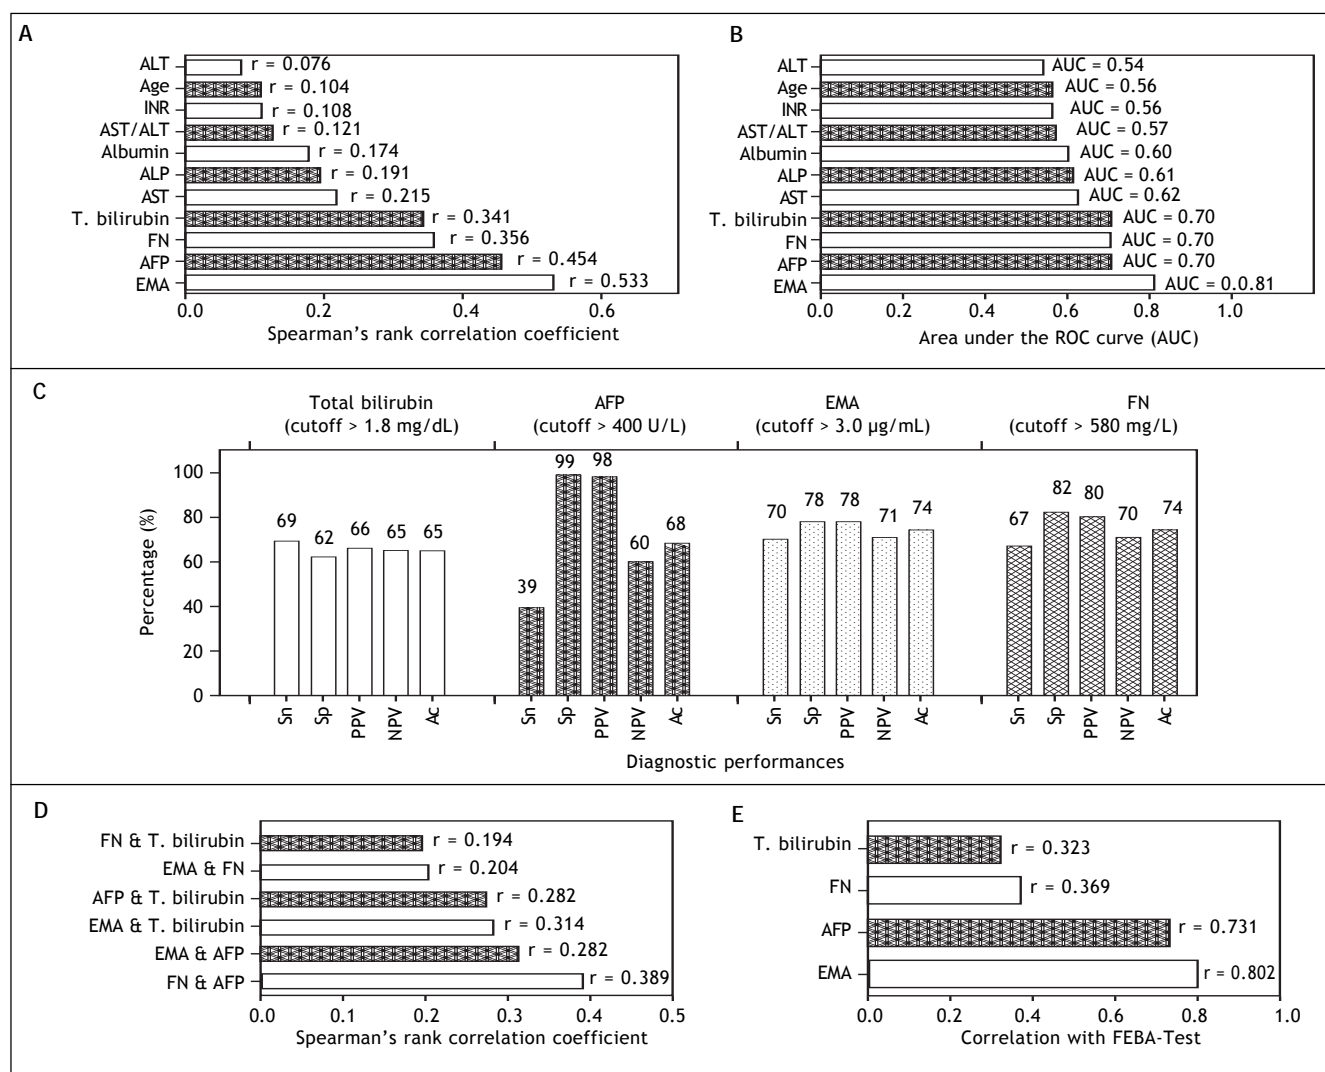 A
ALT r = 0.076
Age r = 0.104
INR r = 0.108
AST/ALT r = 0.121
Albumin r = 0.174
ALP r = 0.191
AST r = 0.215
T. bilirubin r = 0.341
FN r = 0.356
AFP r = 0.454
EMA r = 0.533
0.0 0.2 0.4 0.6
Spearman's rank correlation coefficient
B
ALT AUC = 0.54
Age AUC = 0.56
INR AUC = 0.56
AST/ALT AUC = 0.57
Albumin AUC = 0.60
ALP AUC = 0.61
AST AUC = 0.62
T. bilirubin AUC = 0.70
FN AUC = 0.70
AFP AUC = 0.70
EMA AUC = 0.0.81
0.0 0.2 0.4 0.6 0.8 1.0
Area under the ROC curve (AUC)
C
Total bilirubin AFP EMA FN
(cutoff > 1.8 mg/dL) (cutoff > 400 U/L) (cutoff > 3.0 µg/mL) (cutoff > 580 mg/L)
Percentage (%)
100
80
60
40
20
0
69 62 66 65 65
39 99 98 60 68
70 78 78 71 74
67 82 80 70 74
Sn Sp PPV NPV Ac
Sn Sp PPV NPV Ac
Sn Sp PPV NPV Ac
Sn Sp PPV NPV Ac
Diagnostic performances
D
FN & T. bilirubin r = 0.194
EMA & FN r = 0.204
AFP & T. bilirubin r = 0.282
EMA & T. bilirubin r = 0.314
EMA & AFP r = 0.282
FN & AFP r = 0.389
0.0 0.1 0.2 0.3 0.4 0.5
Spearman's rank correlation coefficient
E
T. bilirubin r = 0.323
FN r = 0.369
AFP r = 0.731
EMA r = 0.802
0.0 0.2 0.4 0.6 0.8 1.0
Correlation with FEBA-Test